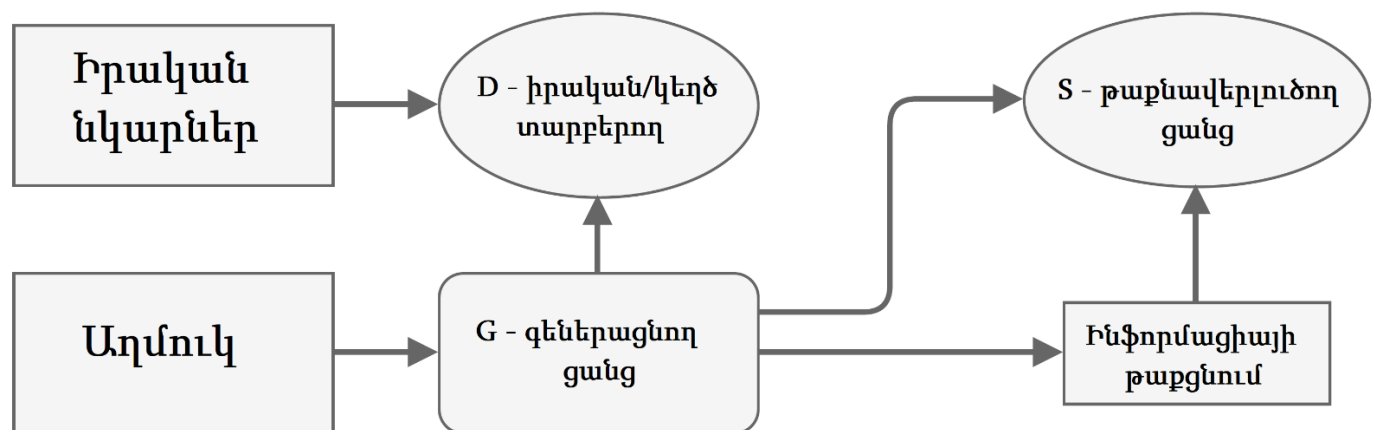 Իրական
նկարներ
D - իրական/կեղծ
տարբերող
S - թաքնավերլուծող
ցանց
Աղմուկ
G - գեներացնող
ցանց
Ինֆորմացիայի
թաքցնում